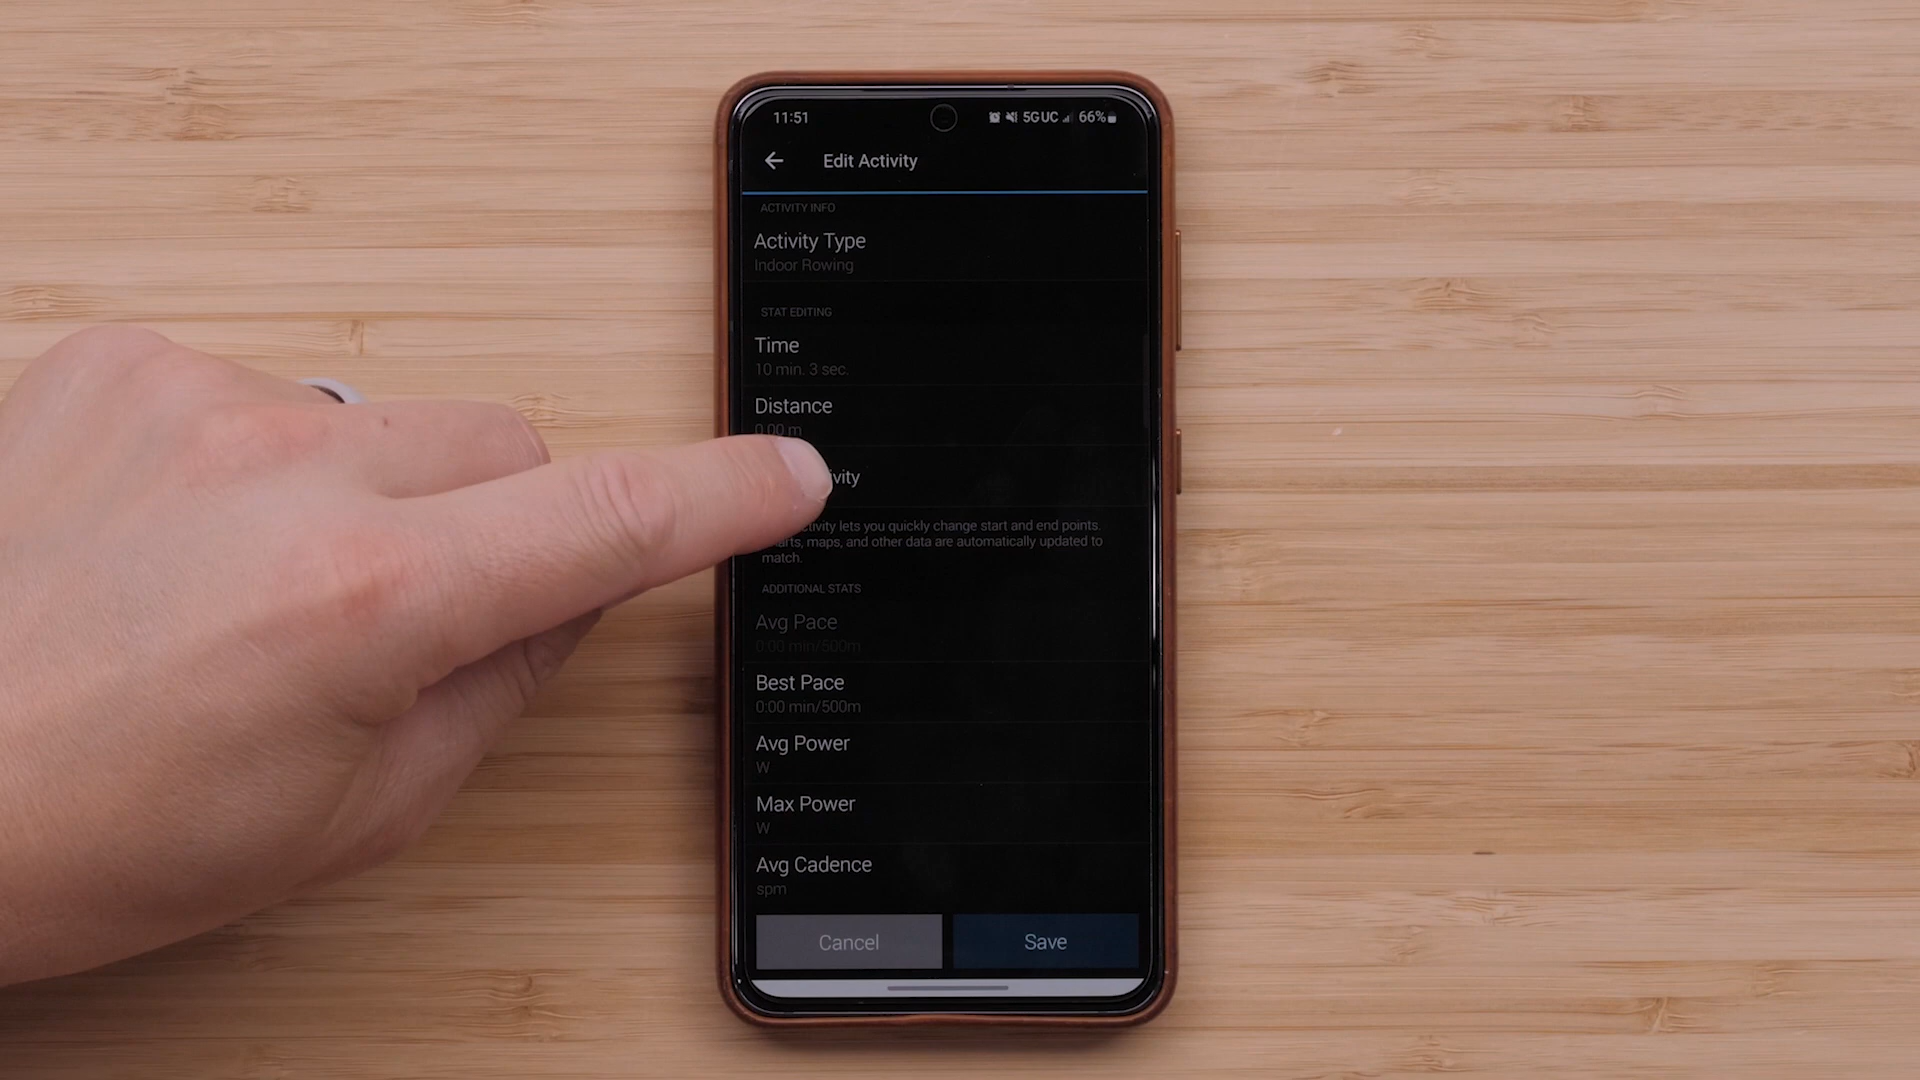 11:51
5G UC 66%
Edit Activity
ACTIVITY INFO
Activity Type
Indoor Rowing
STAT EDITING
Time
10 min. 3 sec.
Distance
0.00 m
lets you quickly change start and end points.
maps, and other data are automatically updated to
match.
ADDITIONAL STATS
Avg Pace
0:00 min/500m
Best Pace
0:00 min/500m
Avg Power
W
Max Power
W
Avg Cadence
spm
Cancel
Save